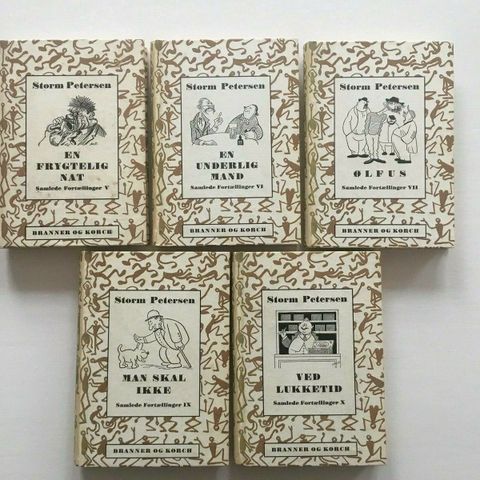 Storm Petersen
EN
FRYGTELIG
NAT
Samlede Fortællinger V
BRANNER OG KORCH
Storm Petersen
EN
UNDERLIG
MAND
Samlede Fortællinger VI
BRANNER OG KORCH
Storm Petersen
ØLFUS
Samlede Fortællinger VII
BRANNER OG KORCH
Storm Petersen
MAN SKAL
IKKE
Samlede Fortællinger IX
BRANNER OG KORCH
Storm Petersen
VED
LUKKETID
Samlede Fortællinger X
BRANNER OG KORCH